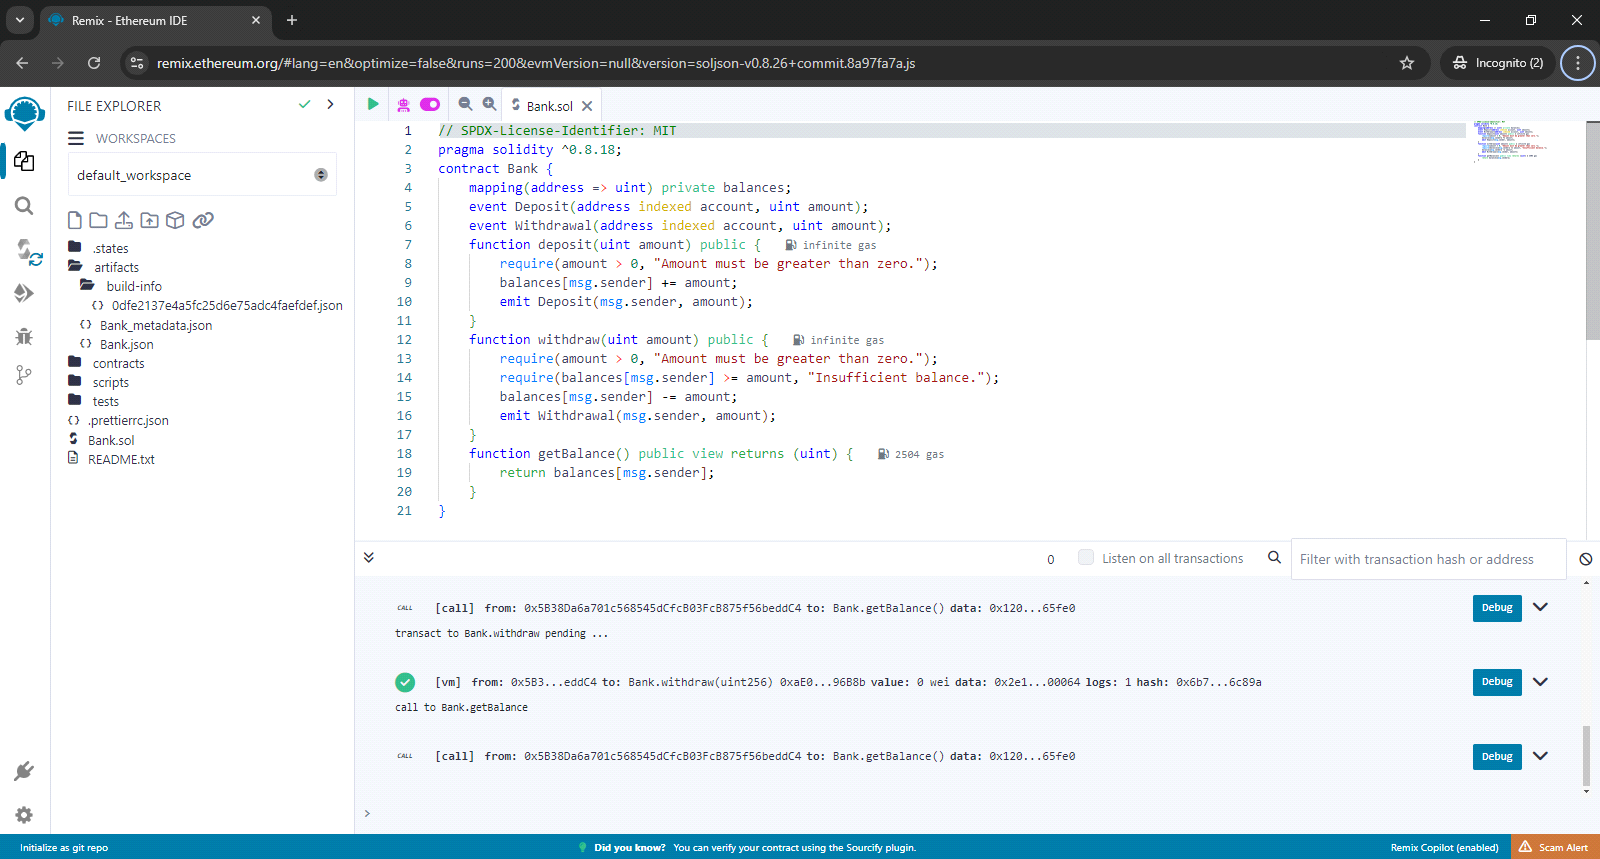 Remix - Ethereum IDE
remix.ethereum.org/#lang=en&optimize=false&runs=200&evmVersion=null&version=soljson-v0.8.26+commit.8a97fa7a.js
Incognito (2)
FILE EXPLORER
WORKSPACES
default_workspace
.states
artifacts
build-info
0dfe2137e4a5fc25d6e75adc4faefdef.json
Bank_metadata.json
Bank.json
contracts
scripts
tests
.prettierrc.json
Bank.sol
README.txt
Bank.sol
1 // SPDX-License-Identifier: MIT
2 pragma solidity ^0.8.18;
3 contract Bank {
4 mapping(address => uint) private balances;
5 event Deposit(address indexed account, uint amount);
6 event Withdrawal(address indexed account, uint amount);
7 function deposit(uint amount) public { infinite gas
8 require(amount > 0, "Amount must be greater than zero.");
9 balances[msg.sender] += amount;
10 emit Deposit(msg.sender, amount);
11 }
12 function withdraw(uint amount) public { infinite gas
13 require(amount > 0, "Amount must be greater than zero.");
14 require(balances[msg.sender] >= amount, "Insufficient balance.");
15 balances[msg.sender] -= amount;
16 emit Withdrawal(msg.sender, amount);
17 }
18 function getBalance() public view returns (uint) { 2504 gas
19 return balances[msg.sender];
20 }
21 }
0 Listen on all transactions Filter with transaction hash or address
CALL [call] from: 0x5B38Da6a701c568545dCfcB03FcB875f56beddC4 to: Bank.getBalance() data: 0x120...65fe0 Debug
transact to Bank.withdraw pending ...
[vm] from: 0x5B3...eddC4 to: Bank.withdraw(uint256) 0xaE0...96B8b value: 0 wei data: 0x2e1...00064 logs: 1 hash: 0x6b7...6c89a Debug
call to Bank.getBalance
CALL [call] from: 0x5B38Da6a701c568545dCfcB03FcB875f56beddC4 to: Bank.getBalance() data: 0x120...65fe0 Debug
>
Initialize as git repo Did you know? You can verify your contract using the Sourcify plugin. Remix Copilot (enabled) Scam Alert